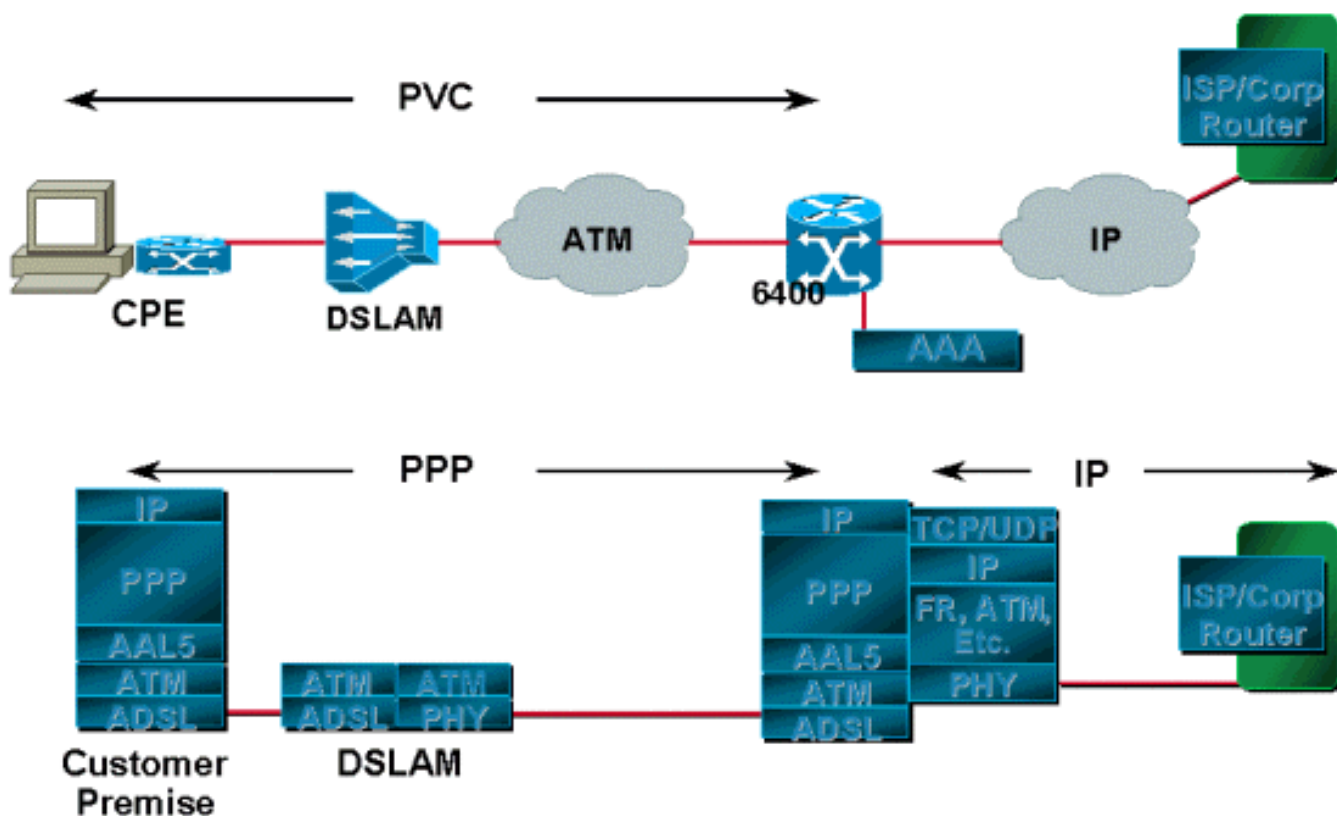 PVC
ISP/Corp
Router
ATM
IP
6400
CPE
DSLAM
AAA
PPP
IP
IP
PPP
AAL5
ATM
ADSL
ATM
ATM
ADSL
PHY
IP
PPP
AAL5
ATM
ADSL
TCP/UDP
IP
FR, ATM,
Etc.
PHY
ISP/Corp
Router
Customer
Premise
DSLAM